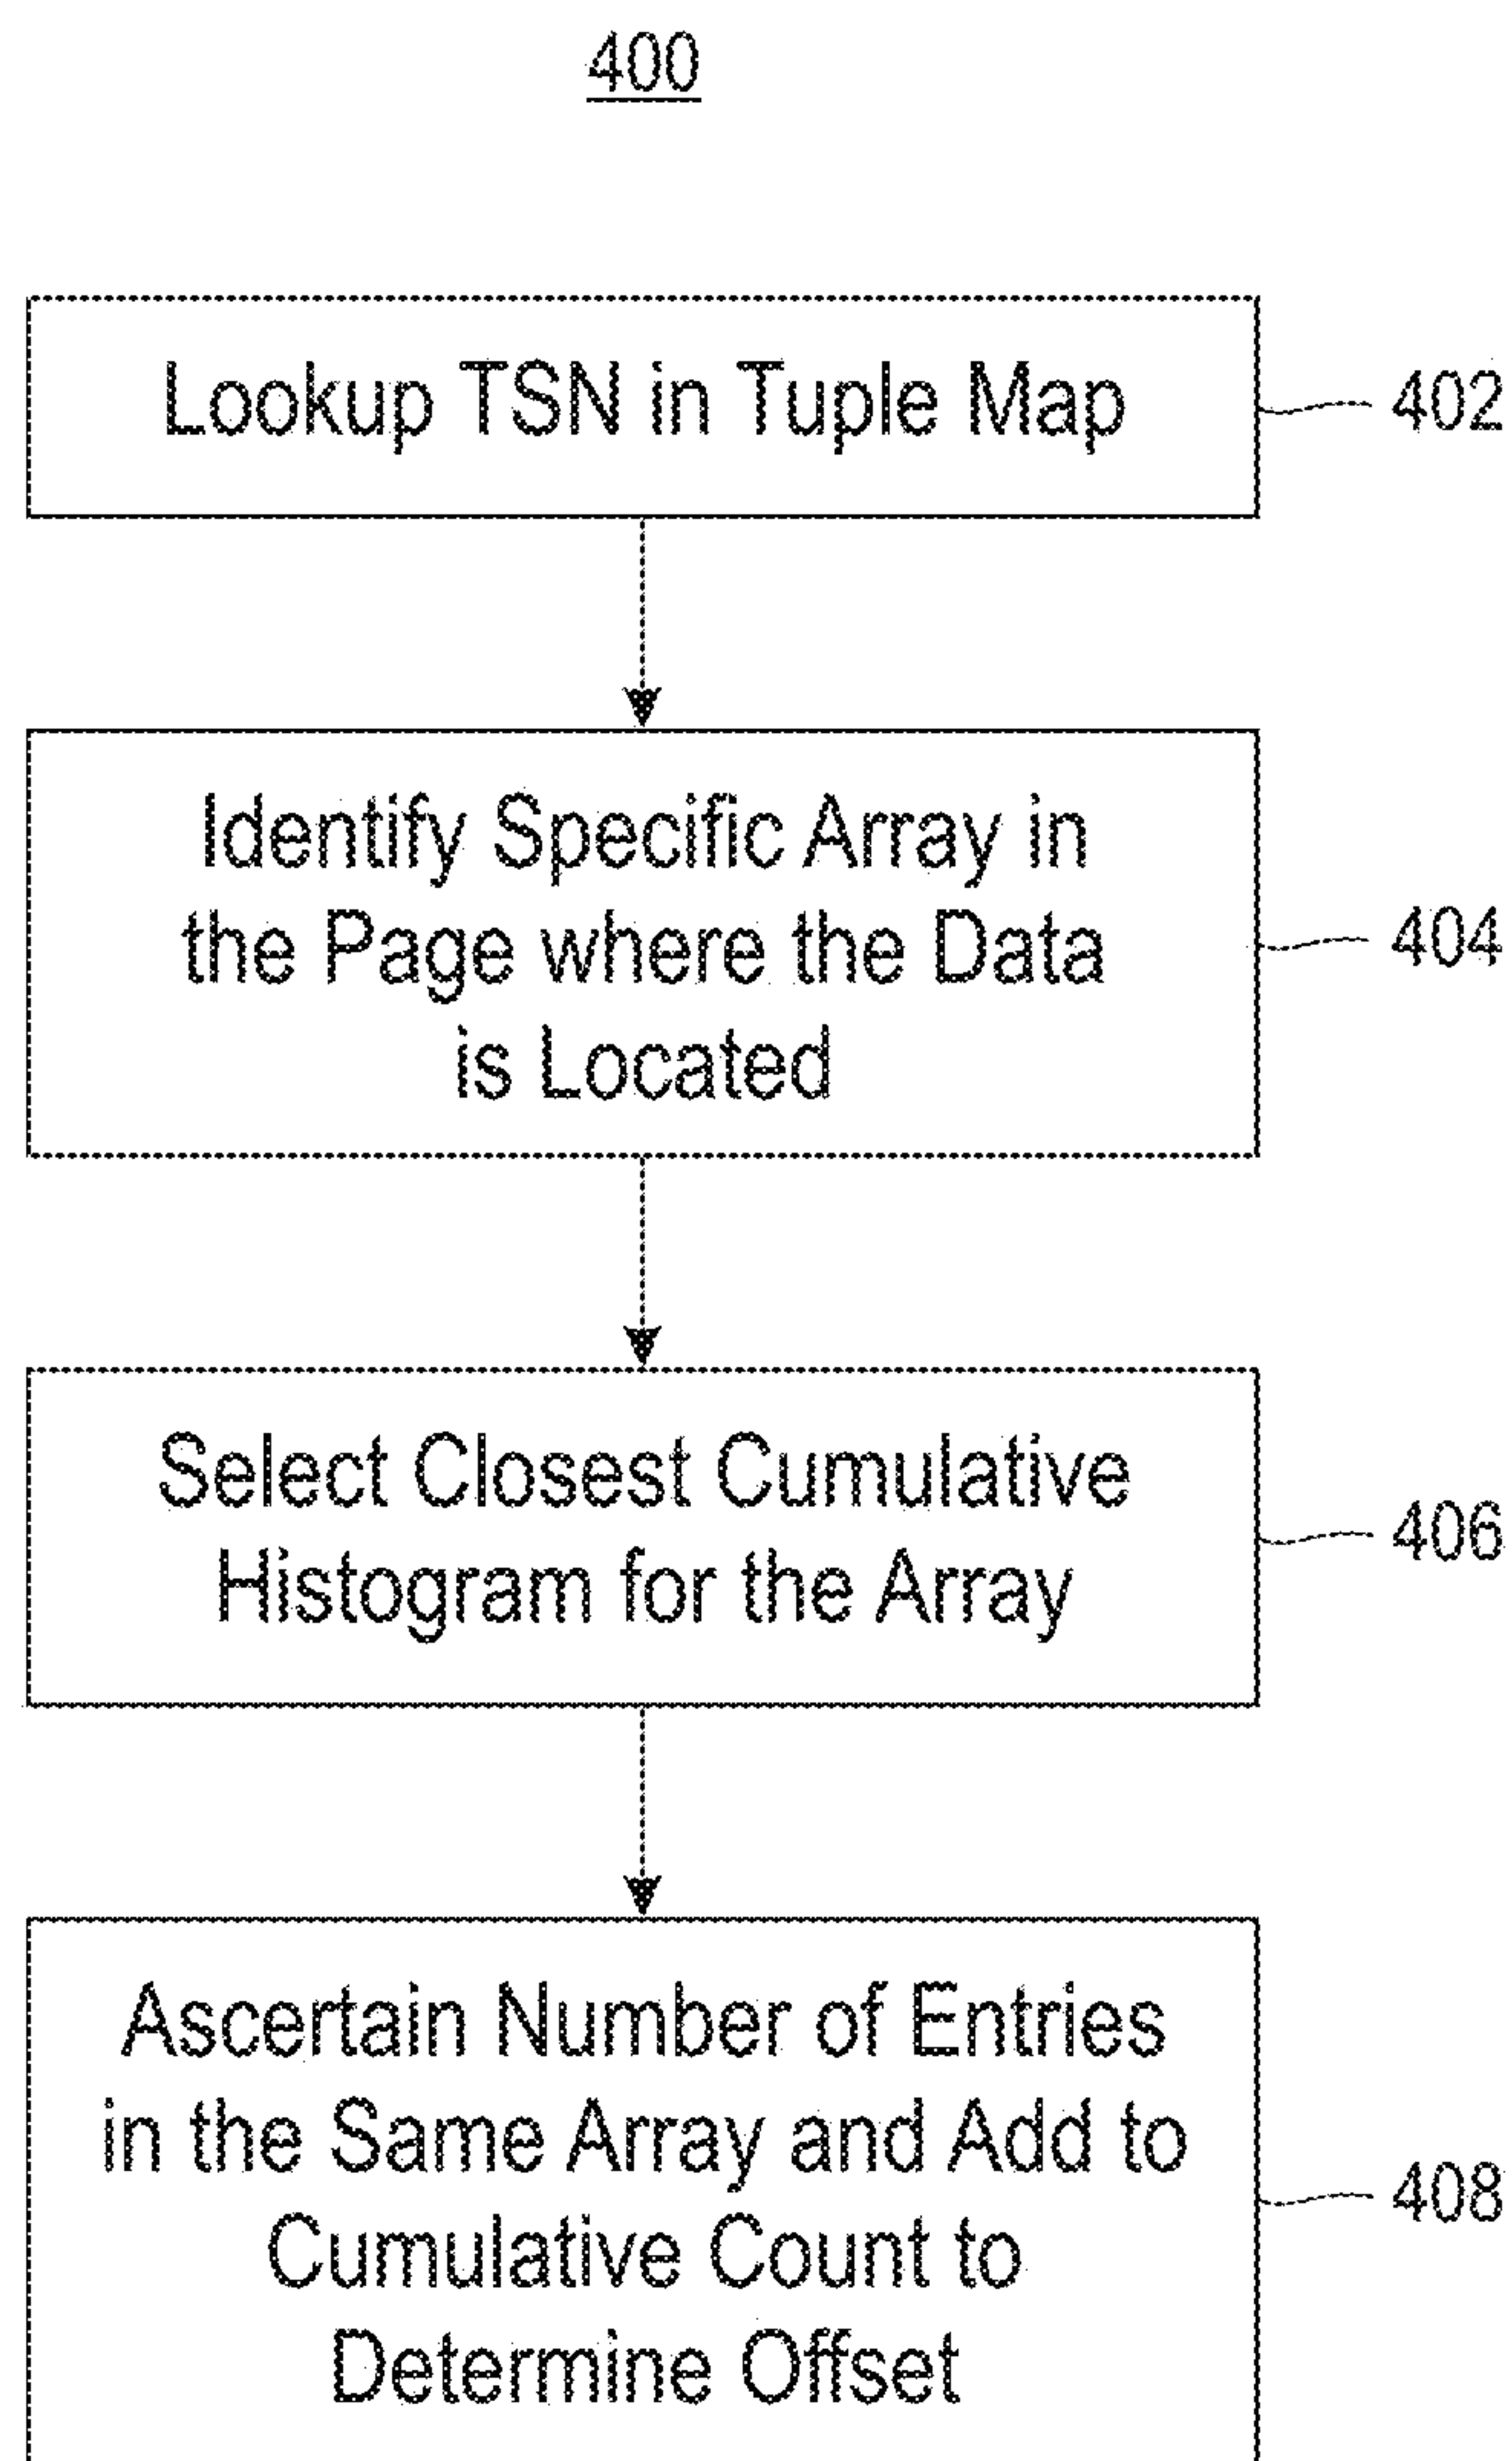 400
Lookup TSN in Tuple Map
402
Identify Specific Array in
the Page where the Data
is Located
404
Select Closest Cumulative
Histogram for the Array
406
Ascertain Number of Entries
in the Same Array and Add to
Cumulative Count to
Determine Offset
408